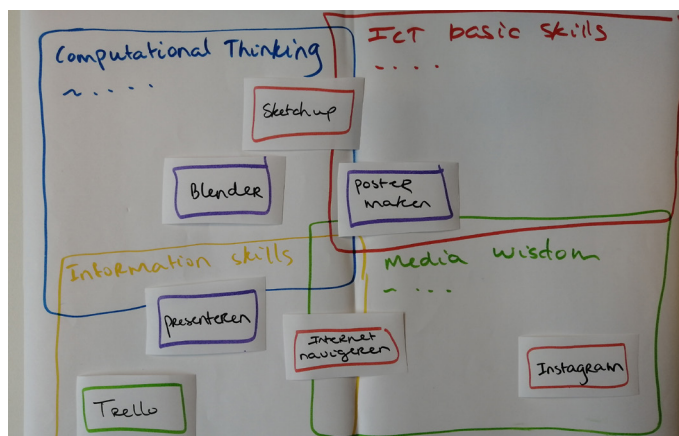 Computational Thinking
~ . . . .
ICT basic skills
~ . . . .
Sketchup
Blender
poster
maken
Information skills
Media wisdom
~ . . .
presenteren
Internet
navigeren
Instagram
Trello